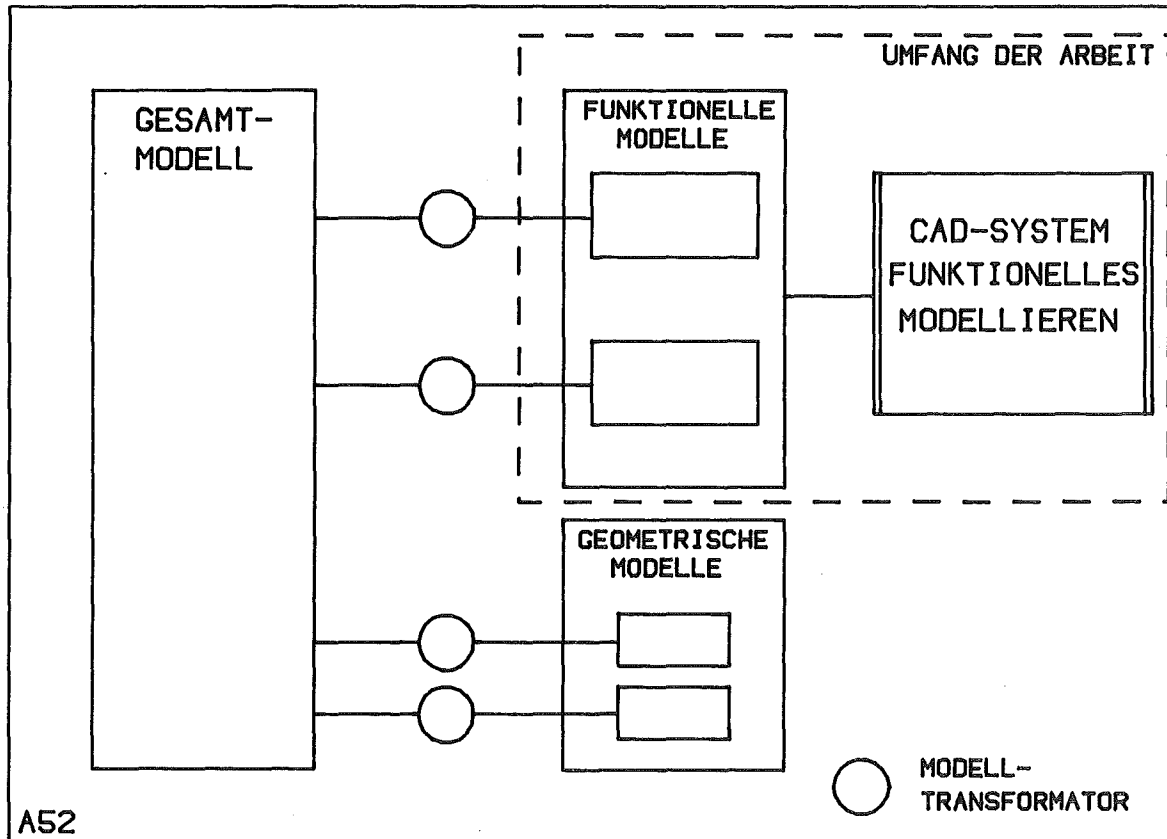 UMFANG DER ARBEIT
GESAMT-
MODELL
FUNKTIONELLE
MODELLE
CAD-SYSTEM
FUNKTIONELLES
MODELLIEREN
GEOMETRISCHE
MODELLE
MODELL-
TRANSFORMATOR
A52